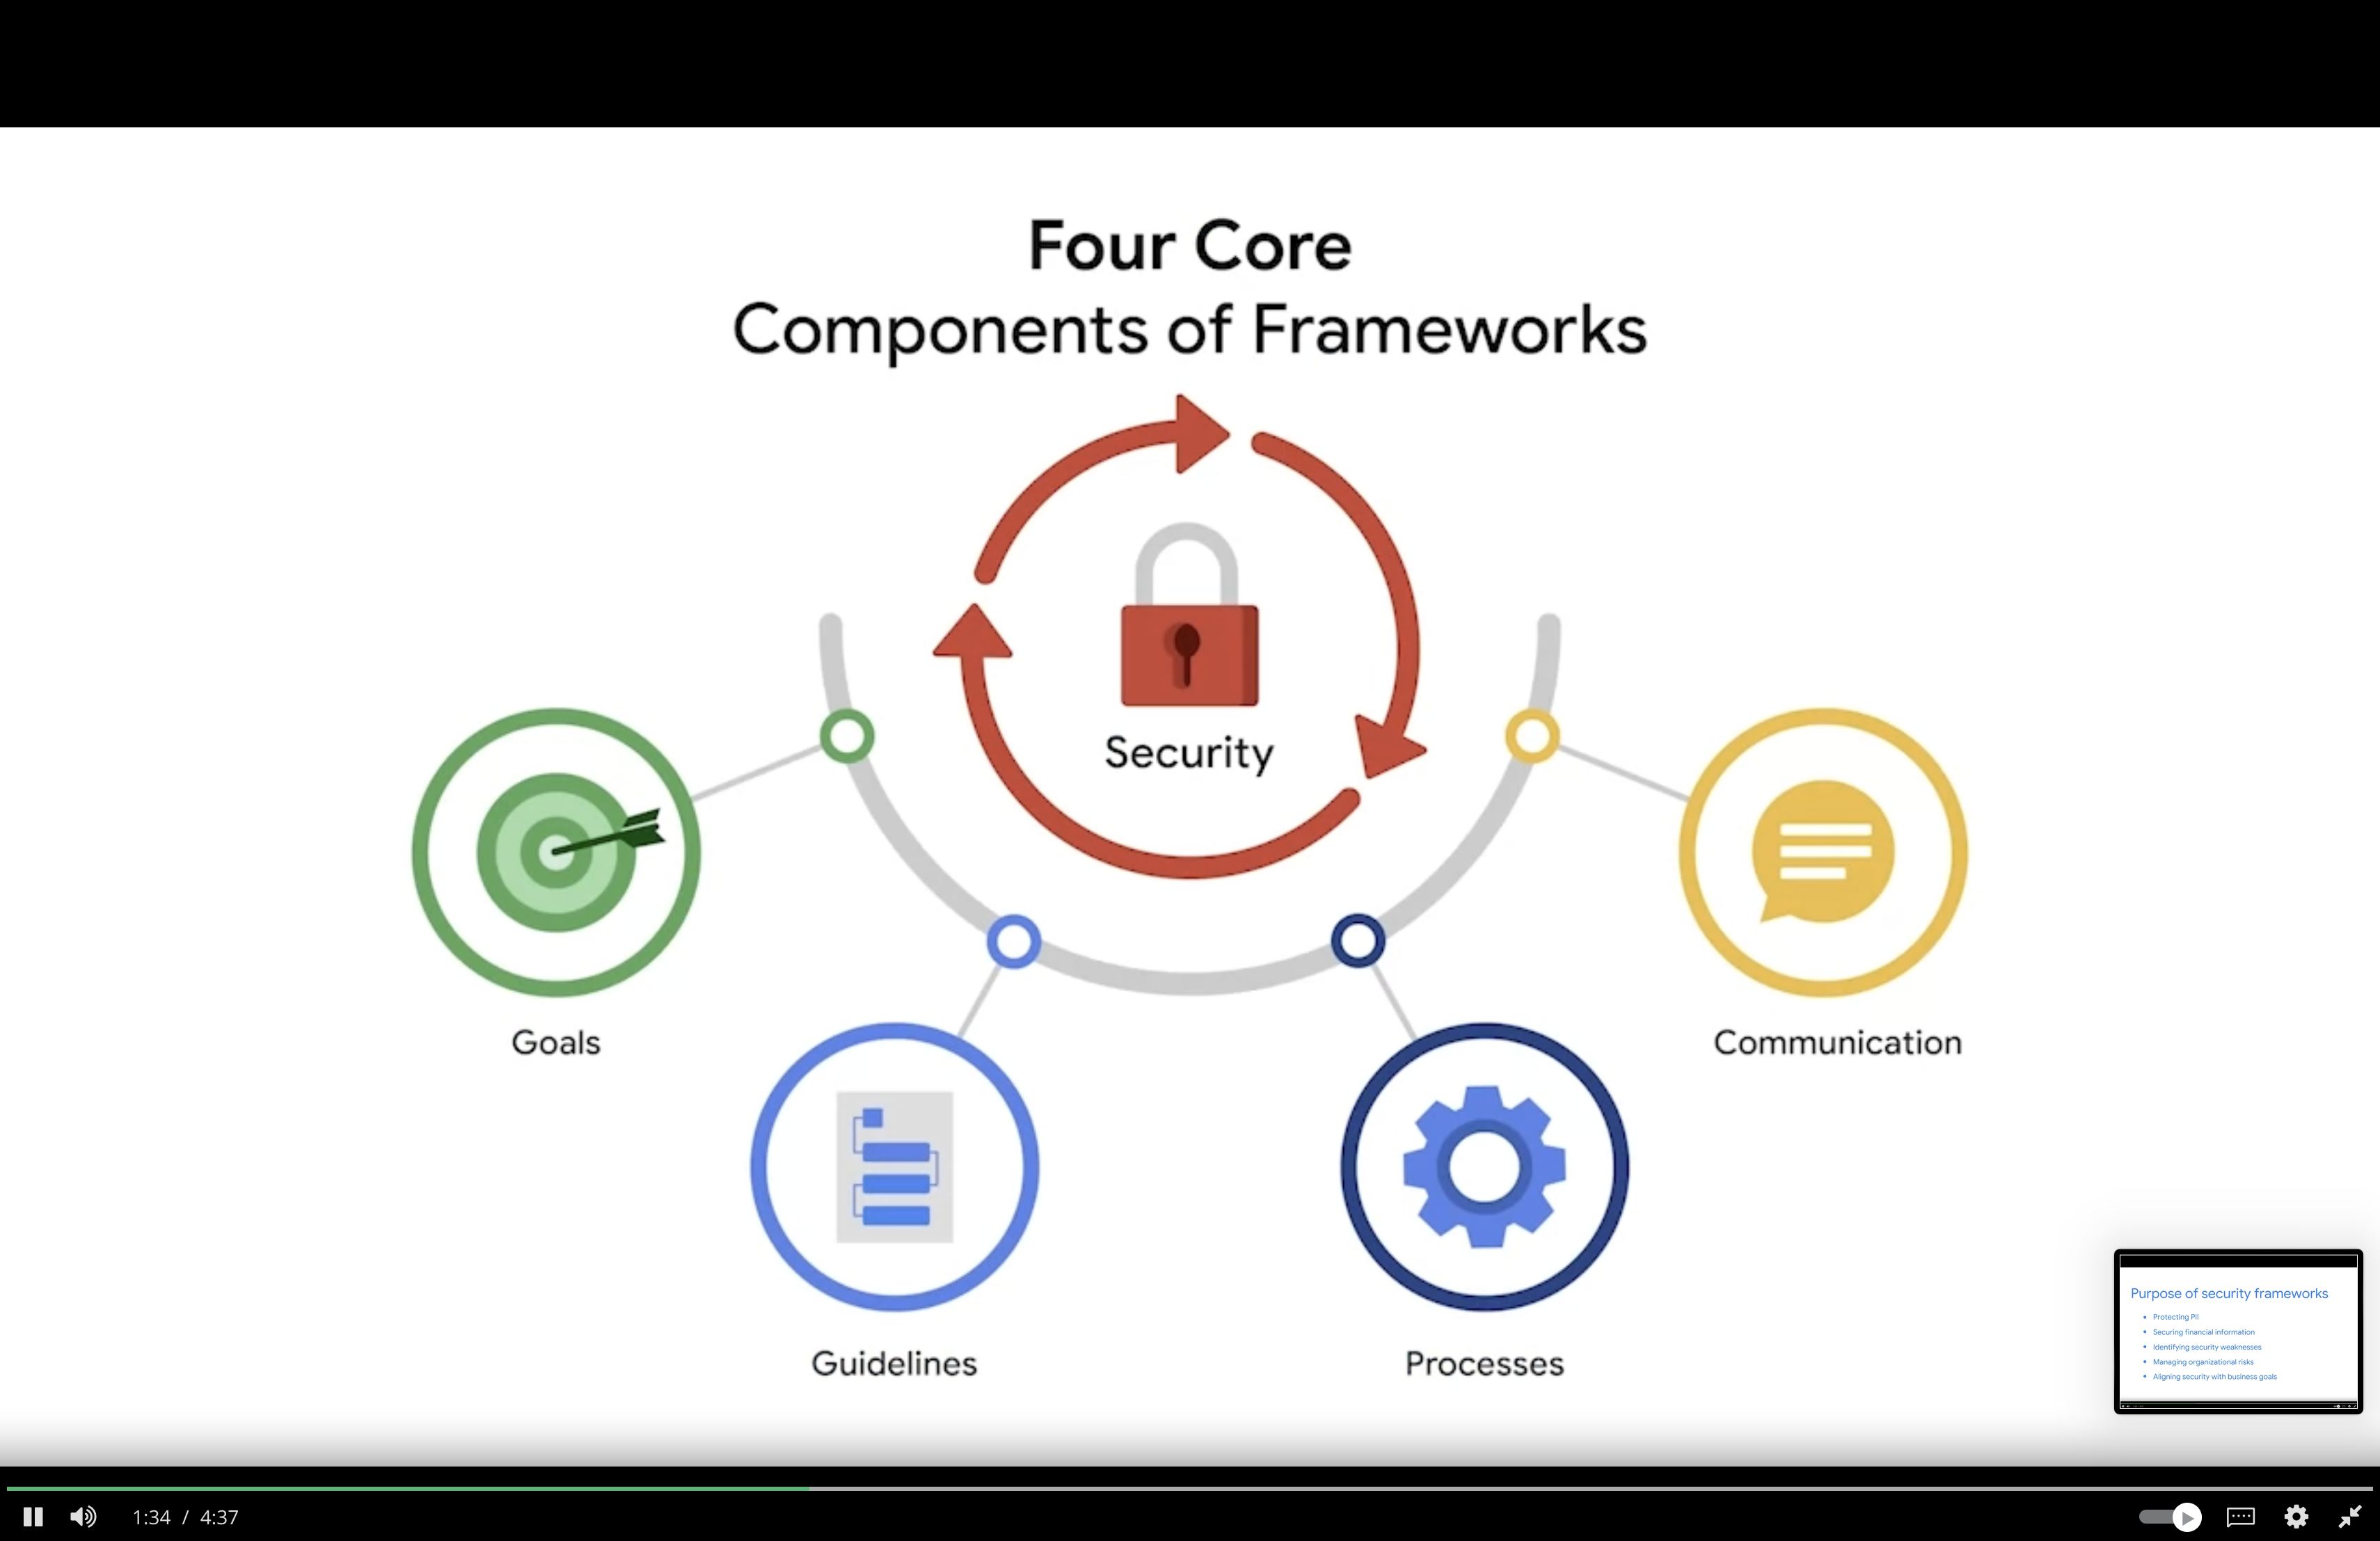 Four Core
Components of Frameworks
Security
Goals
Communication
Guidelines
Processes
Purpose of security frameworks
• Protecting PII
• Securing financial information
• Identifying security weaknesses
• Managing organizational risks
• Aligning security with business goals
1:34 / 4:37